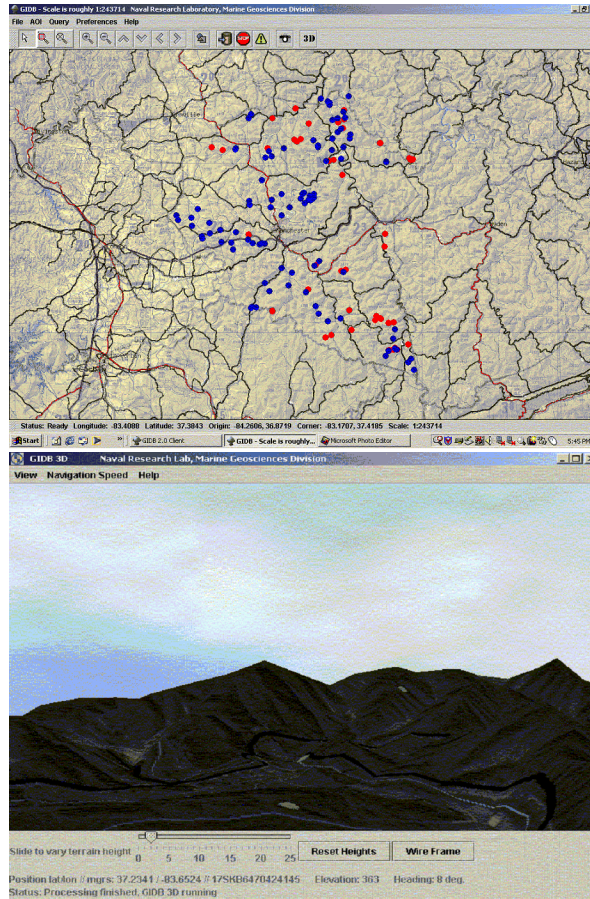 GIDB - Scale is roughly 1:243714 Naval Research Laboratory, Marine Geosciences Division
File AOI Query Preferences Help
STOP 3D
Status: Ready Longitude: -83.4088 Latitude: 37.3843 Origin: -84.2606, 36.8719 Corner: -83.1707, 37.4185 Scale: 1:243714
Start » GIDB 2.0 Client GIDB - Scale is roughly... Microsoft Photo Editor 5:45 PM
GIDB 3D Naval Research Lab, Marine Geosciences Division
View Navigation Speed Help
Slide to vary terrain height 0 5 10 15 20 25 Reset Heights Wire Frame
Position lat/lon // mgrs: 37.2341 / -83.6524 // 17SKB6470424145 Elevation: 363 Heading: 8 deg.
Status: Processing finished, GIDB 3D running